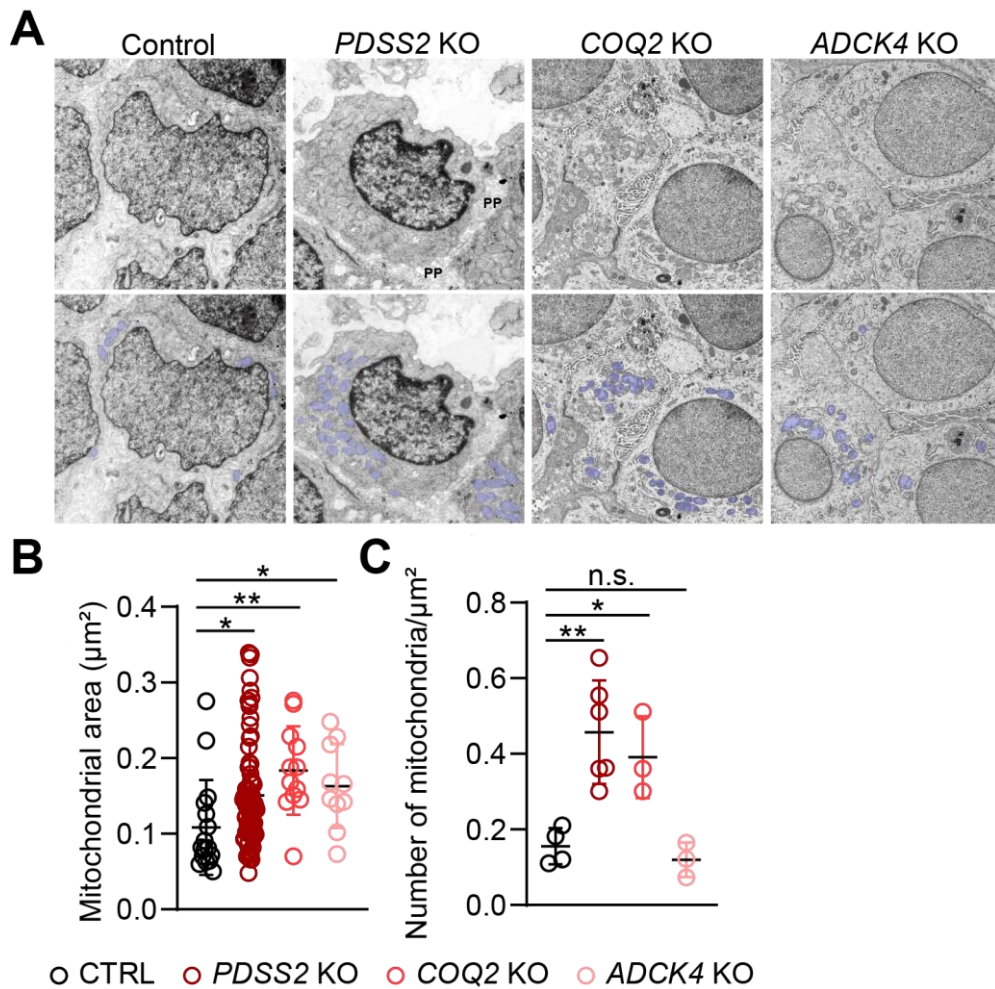 A
Control
PDSS2 KO
COQ2 KO
ADCK4 KO
PP
PP
B
Mitochondrial area (µm²)
0.4
0.3
0.2
0.1
0.0
*
**
*
C
Number of mitochondria/µm²
0.8
0.6
0.4
0.2
0.0
n.s.
*
**
CTRL PDSS2 KO COQ2 KO ADCK4 KO